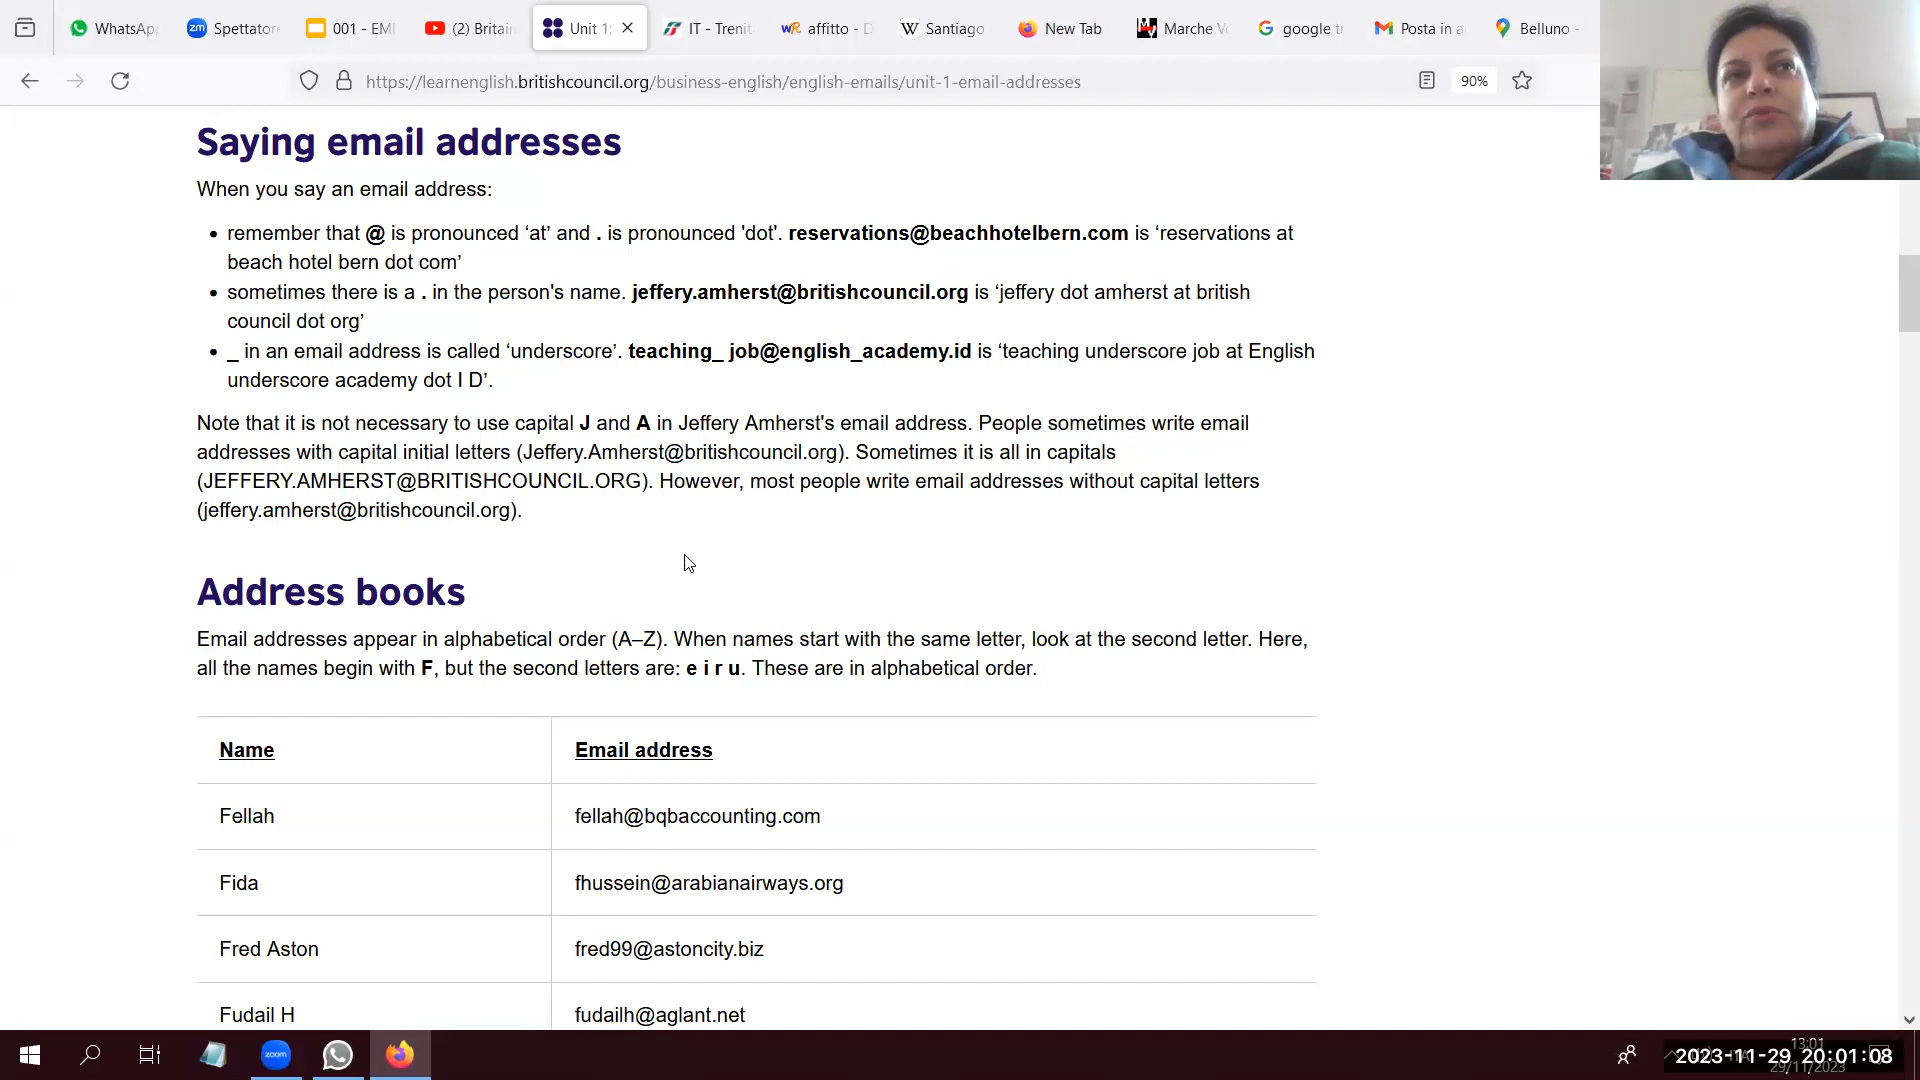 WhatsApp
Spettator
001 - EM
(2) Britain
Unit 1:
IT - Trenit
affitto - D
Santiago
New Tab
Marche Vo
google tr
Posta in a
Belluno -
https://learnenglish.britishcouncil.org/business-english/english-emails/unit-1-email-addresses
90%
Saying email addresses
When you say an email address:
• remember that @ is pronounced ‘at’ and . is pronounced 'dot'. reservations@beachhotelbern.com is ‘reservations at
beach hotel bern dot com’
• sometimes there is a . in the person's name. jeffery.amherst@britishcouncil.org is ‘jeffery dot amherst at british
council dot org’
• _ in an email address is called ‘underscore’. teaching_ job@english_academy.id is ‘teaching underscore job at English
underscore academy dot I D’.
Note that it is not necessary to use capital J and A in Jeffery Amherst's email address. People sometimes write email
addresses with capital initial letters (Jeffery.Amherst@britishcouncil.org). Sometimes it is all in capitals
(JEFFERY.AMHERST@BRITISHCOUNCIL.ORG). However, most people write email addresses without capital letters
(jeffery.amherst@britishcouncil.org).
Address books
Email addresses appear in alphabetical order (A–Z). When names start with the same letter, look at the second letter. Here,
all the names begin with F, but the second letters are: e i r u. These are in alphabetical order.
Name Email address
Fellah fellah@bqbaccounting.com
Fida fhussein@arabianairways.org
Fred Aston fred99@astoncity.biz
Fudail H fudailh@aglant.net
zoom
13:01
2023-11-29 20:01:08
29/11/2023